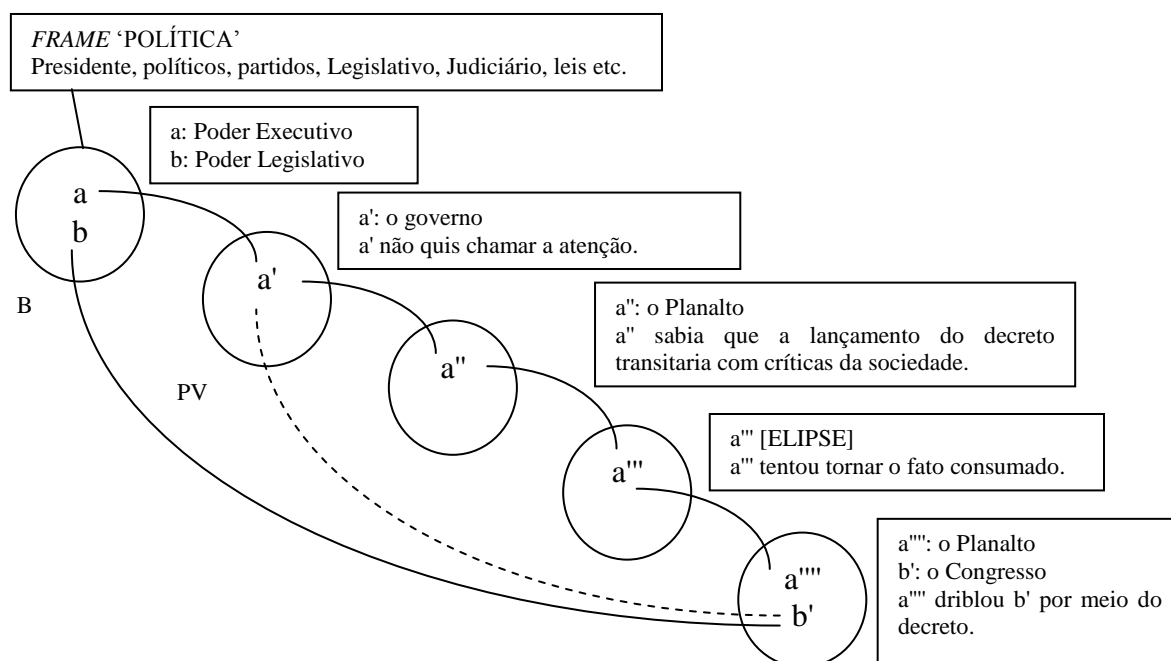 FRAME ‘POLÍTICA’
Presidente, políticos, partidos, Legislativo, Judiciário, leis etc.
a: Poder Executivo
b: Poder Legislativo
a
b
B
a': o governo
a' não quis chamar a atenção.
a'
PV
a'': o Planalto
a'' sabia que a lançamento do decreto
transitaria com críticas da sociedade.
a''
a''' [ELIPSE]
a''' tentou tornar o fato consumado.
a'''
a'''': o Planalto
b': o Congresso
a'''' driblou b' por meio do
decreto.
a''''
b'